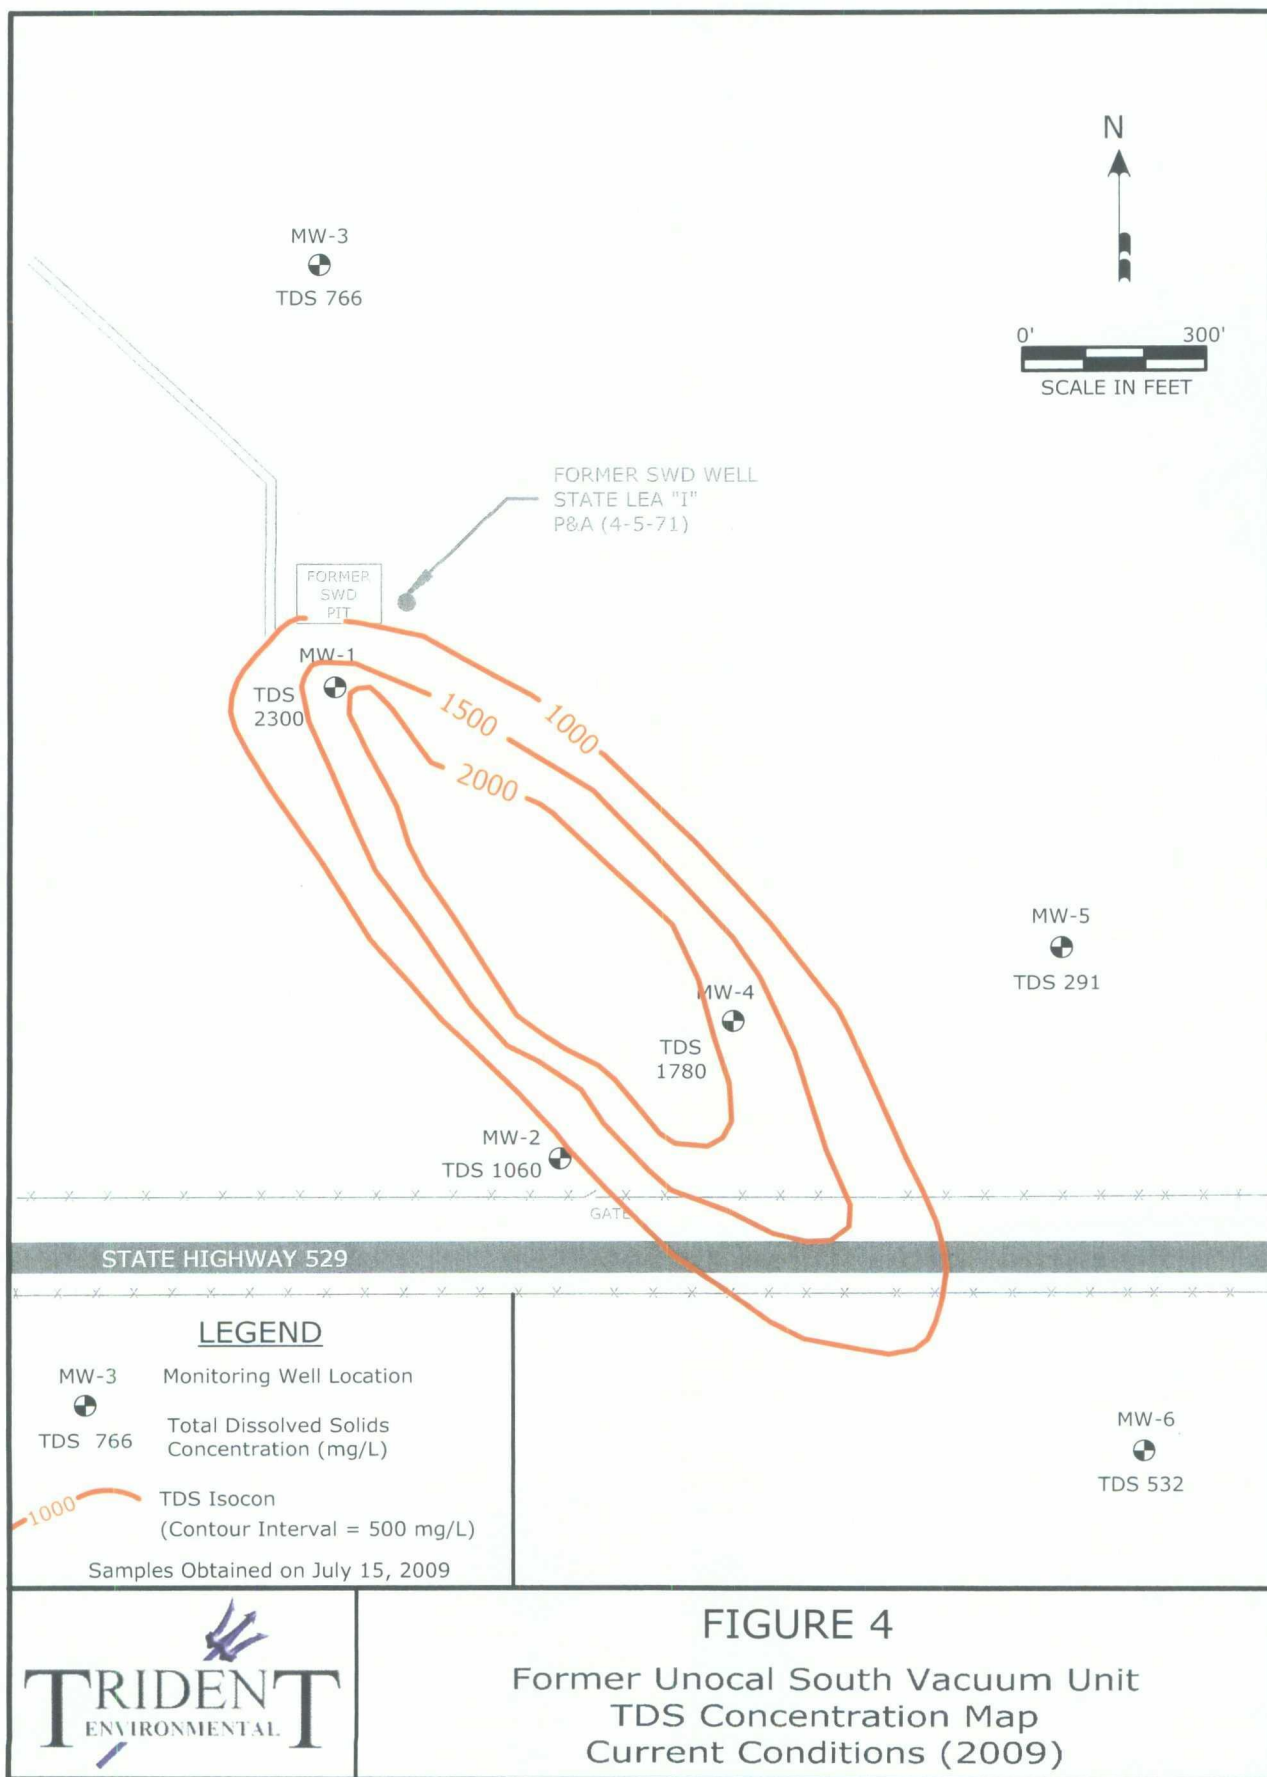 N
0' 300'
SCALE IN FEET
MW-3
TDS 766
FORMER SWD WELL
STATE LEA "I"
P&A (4-5-71)
FORMER
SWD
PIT
MW-1
TDS
2300
1500
1000
2000
MW-5
TDS 291
MW-4
TDS
1780
MW-2
TDS 1060
GATE
STATE HIGHWAY 529
LEGEND
MW-3 Monitoring Well Location
TDS 766 Total Dissolved Solids
Concentration (mg/L)
1000 TDS Isocon
(Contour Interval = 500 mg/L)
Samples Obtained on July 15, 2009
MW-6
TDS 532
TRIDENT
ENVIRONMENTAL
FIGURE 4
Former Unocal South Vacuum Unit
TDS Concentration Map
Current Conditions (2009)